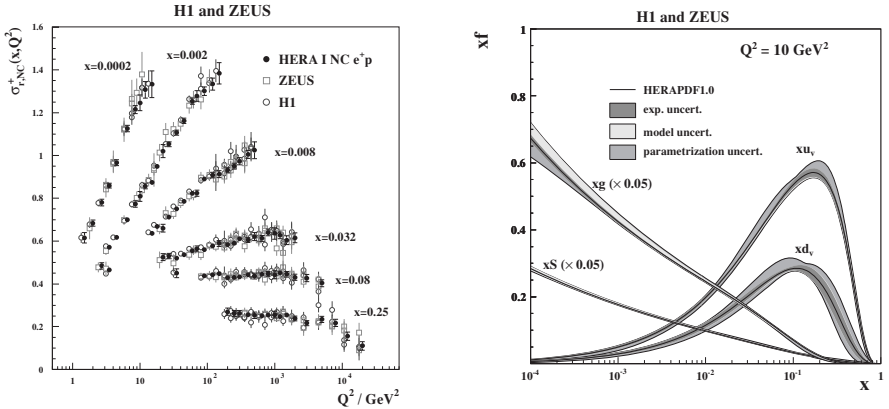 H1 and ZEUS
σ⁺r,NC(x,Q²)
1.6
1.4
1.2
1
0.8
0.6
0.4
0.2
0
x=0.0002
x=0.002
HERA I NC e⁺p
ZEUS
H1
x=0.008
x=0.032
x=0.08
x=0.25
1
10
10²
10³
10⁴
Q² / GeV²
H1 and ZEUS
xf
1
0.8
0.6
0.4
0.2
Q² = 10 GeV²
HERAPDF1.0
exp. uncert.
model uncert.
parametrization uncert.
xuᵥ
xg (× 0.05)
xdᵥ
xS (× 0.05)
10⁻⁴
10⁻³
10⁻²
10⁻¹
1
x